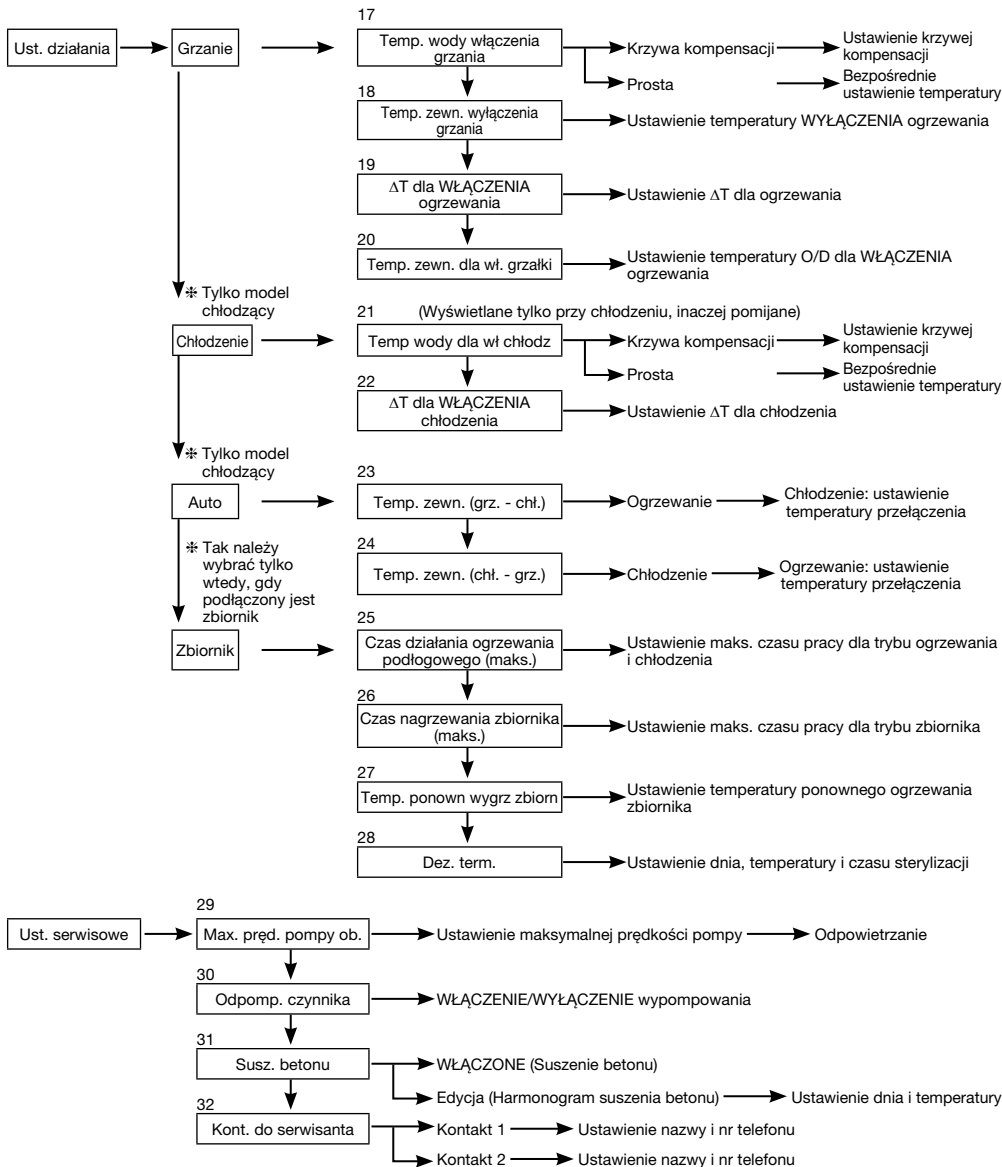 17
Ust. działania
Grzanie
Temp. wody włączenia
grzania
Krzywa kompensacji
Ustawienie krzywej
kompensacji
Prosta
Bezpośrednie
ustawienie temperatury
18
Temp. zewn. wyłączenia
grzania
Ustawienie temperatury WYŁĄCZENIA ogrzewania
19
∆T dla WŁĄCZENIA
ogrzewania
Ustawienie ∆T dla ogrzewania
20
Temp. zewn. dla wł. grzałki
Ustawienie temperatury O/D dla WŁĄCZENIA
ogrzewania
❉ Tylko model
chłodzący
21
(Wyświetlane tylko przy chłodzeniu, inaczej pomijane)
Chłodzenie
Temp wody dla wł chłodz
Krzywa kompensacji
Ustawienie krzywej
kompensacji
Prosta
Bezpośrednie
ustawienie temperatury
22
∆T dla WŁĄCZENIA
chłodzenia
Ustawienie ∆T dla chłodzenia
❉ Tylko model
chłodzący
23
Auto
Temp. zewn. (grz. - chł.)
Ogrzewanie
Chłodzenie: ustawienie
temperatury przełączenia
24
Temp. zewn. (chł. - grz.)
Chłodzenie
Ogrzewanie: ustawienie
temperatury przełączenia
❉ Tak należy
wybrać tylko
wtedy, gdy
podłączony jest
zbiornik
25
Zbiornik
Czas działania ogrzewania
podłogowego (maks.)
Ustawienie maks. czasu pracy dla trybu ogrzewania
i chłodzenia
26
Czas nagrzewania zbiornika
(maks.)
Ustawienie maks. czasu pracy dla trybu zbiornika
27
Temp. ponown wygrz zbiorn
Ustawienie temperatury ponownego ogrzewania
zbiornika
28
Dez. term.
Ustawienie dnia, temperatury i czasu sterylizacji
29
Ust. serwisowe
Max. pręd. pompy ob.
Ustawienie maksymalnej prędkości pompy
Odpowietrzanie
30
Odpomp. czynnika
WŁĄCZENIE/WYŁĄCZENIE wypompowania
31
Susz. betonu
WŁĄCZONE (Suszenie betonu)
Edycja (Harmonogram suszenia betonu)
Ustawienie dnia i temperatury
32
Kont. do serwisanta
Kontakt 1
Ustawienie nazwy i nr telefonu
Kontakt 2
Ustawienie nazwy i nr telefonu